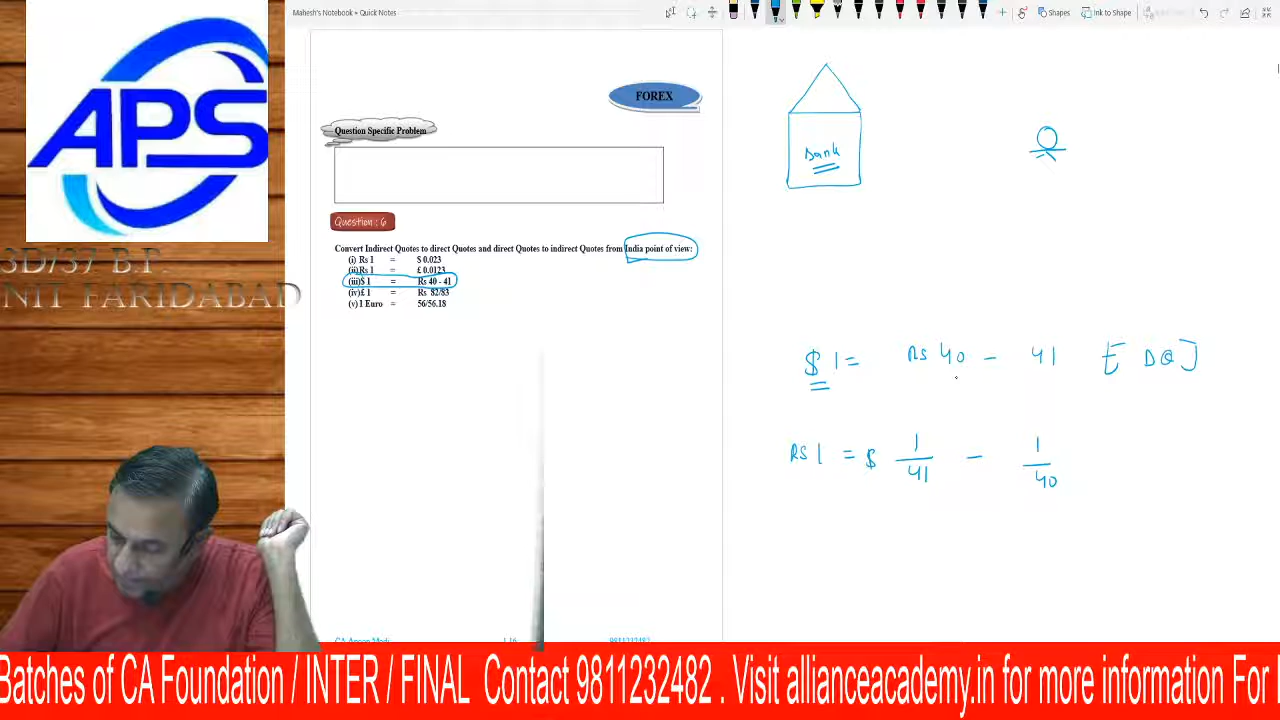 Mahesh's Notebook » Quick Notes
Shapes
Ink to Shape
APS
3D/37 B.P.
NIT FARIDABAD
FOREX
Question Specific Problem
Question : 6
Convert Indirect Quotes to direct Quotes and direct Quotes to indirect Quotes from India point of view:
(i) Rs 1 = $ 0.023
(ii)Rs 1 = £ 0.0123
(iii)$ 1 = Rs 40 - 41
(iv)£ 1 = Rs 82/83
(v) 1 Euro = 56/56.18
Bank
$ 1 = Rs 40 - 41 [DQ]
RS 1 = $ 1/41 - 1/40
9811232482
Batches of CA Foundation / INTER / FINAL Contact 9811232482 . Visit allianceacademy.in for more information For